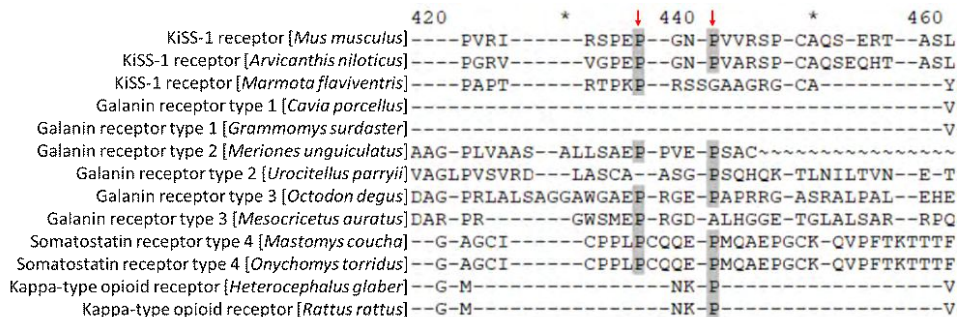 420 * 440 * 460
KiSS-1 receptor [Mus musculus] ----PVRI------RSPEP--GN-PVVRSP-CAQS-ERT--ASL
KiSS-1 receptor [Arvicanthis niloticus] ----PGRV------VGPEP--GN-PVARSP-CAQSEQHT--ASL
KiSS-1 receptor [Marmota flaviventris] ----PAPT------RTPKP--RSSGAAGRG-CA----------Y
Galanin receptor type 1 [Cavia porcellus] -------------------------------------------V
Galanin receptor type 1 [Grammomys surdaster] -------------------------------------------V
Galanin receptor type 2 [Meriones unguiculatus] AAG-PLVAAS--ALLSAEP-PVE-PSAC~~~~~~~~~~~~~~~~
Galanin receptor type 2 [Urocitellus parryii] VAGLPVSVRD---LASCA--ASG-PSQHQK-TLNILTVN--E-T
Galanin receptor type 3 [Octodon degus] DAG-PRLALSAGGAWGAEP-RGE-PAPRRG-ASRALPAL--EHE
Galanin receptor type 3 [Mesocricetus auratus] DAR-PR-------GWSMEP-RGD-ALHGGE-TGLALSAR--RPQ
Somatostatin receptor type 4 [Mastomys coucha] --G-AGCI------CPPLPCQQE-PMQAEPGCK-QVPFTKTTTF
Somatostatin receptor type 4 [Onychomys torridus] --G-AGCI------CPPLPCQQE-PMQAEPGCK-QVPFTKTTTF
Kappa-type opioid receptor [Heterocephalus glaber] --G-M----------------NK-P------------------V
Kappa-type opioid receptor [Rattus rattus] --G-M----------------NK-P------------------V